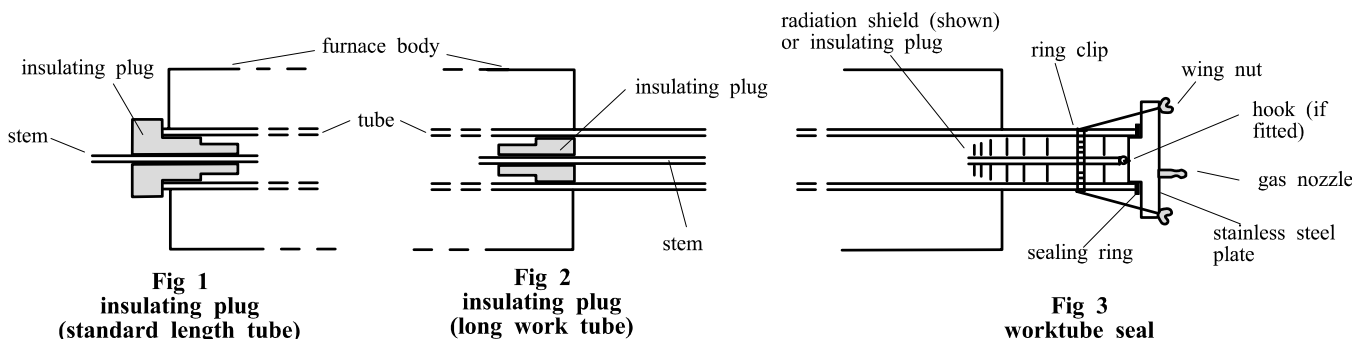 furnace body
insulating plug
stem
tube
insulating plug
stem
radiation shield (shown)
or insulating plug
ring clip
wing nut
hook (if
fitted)
gas nozzle
stainless steel
plate
sealing ring
Fig 1
insulating plug
(standard length tube)
Fig 2
insulating plug
(long work tube)
Fig 3
worktube seal